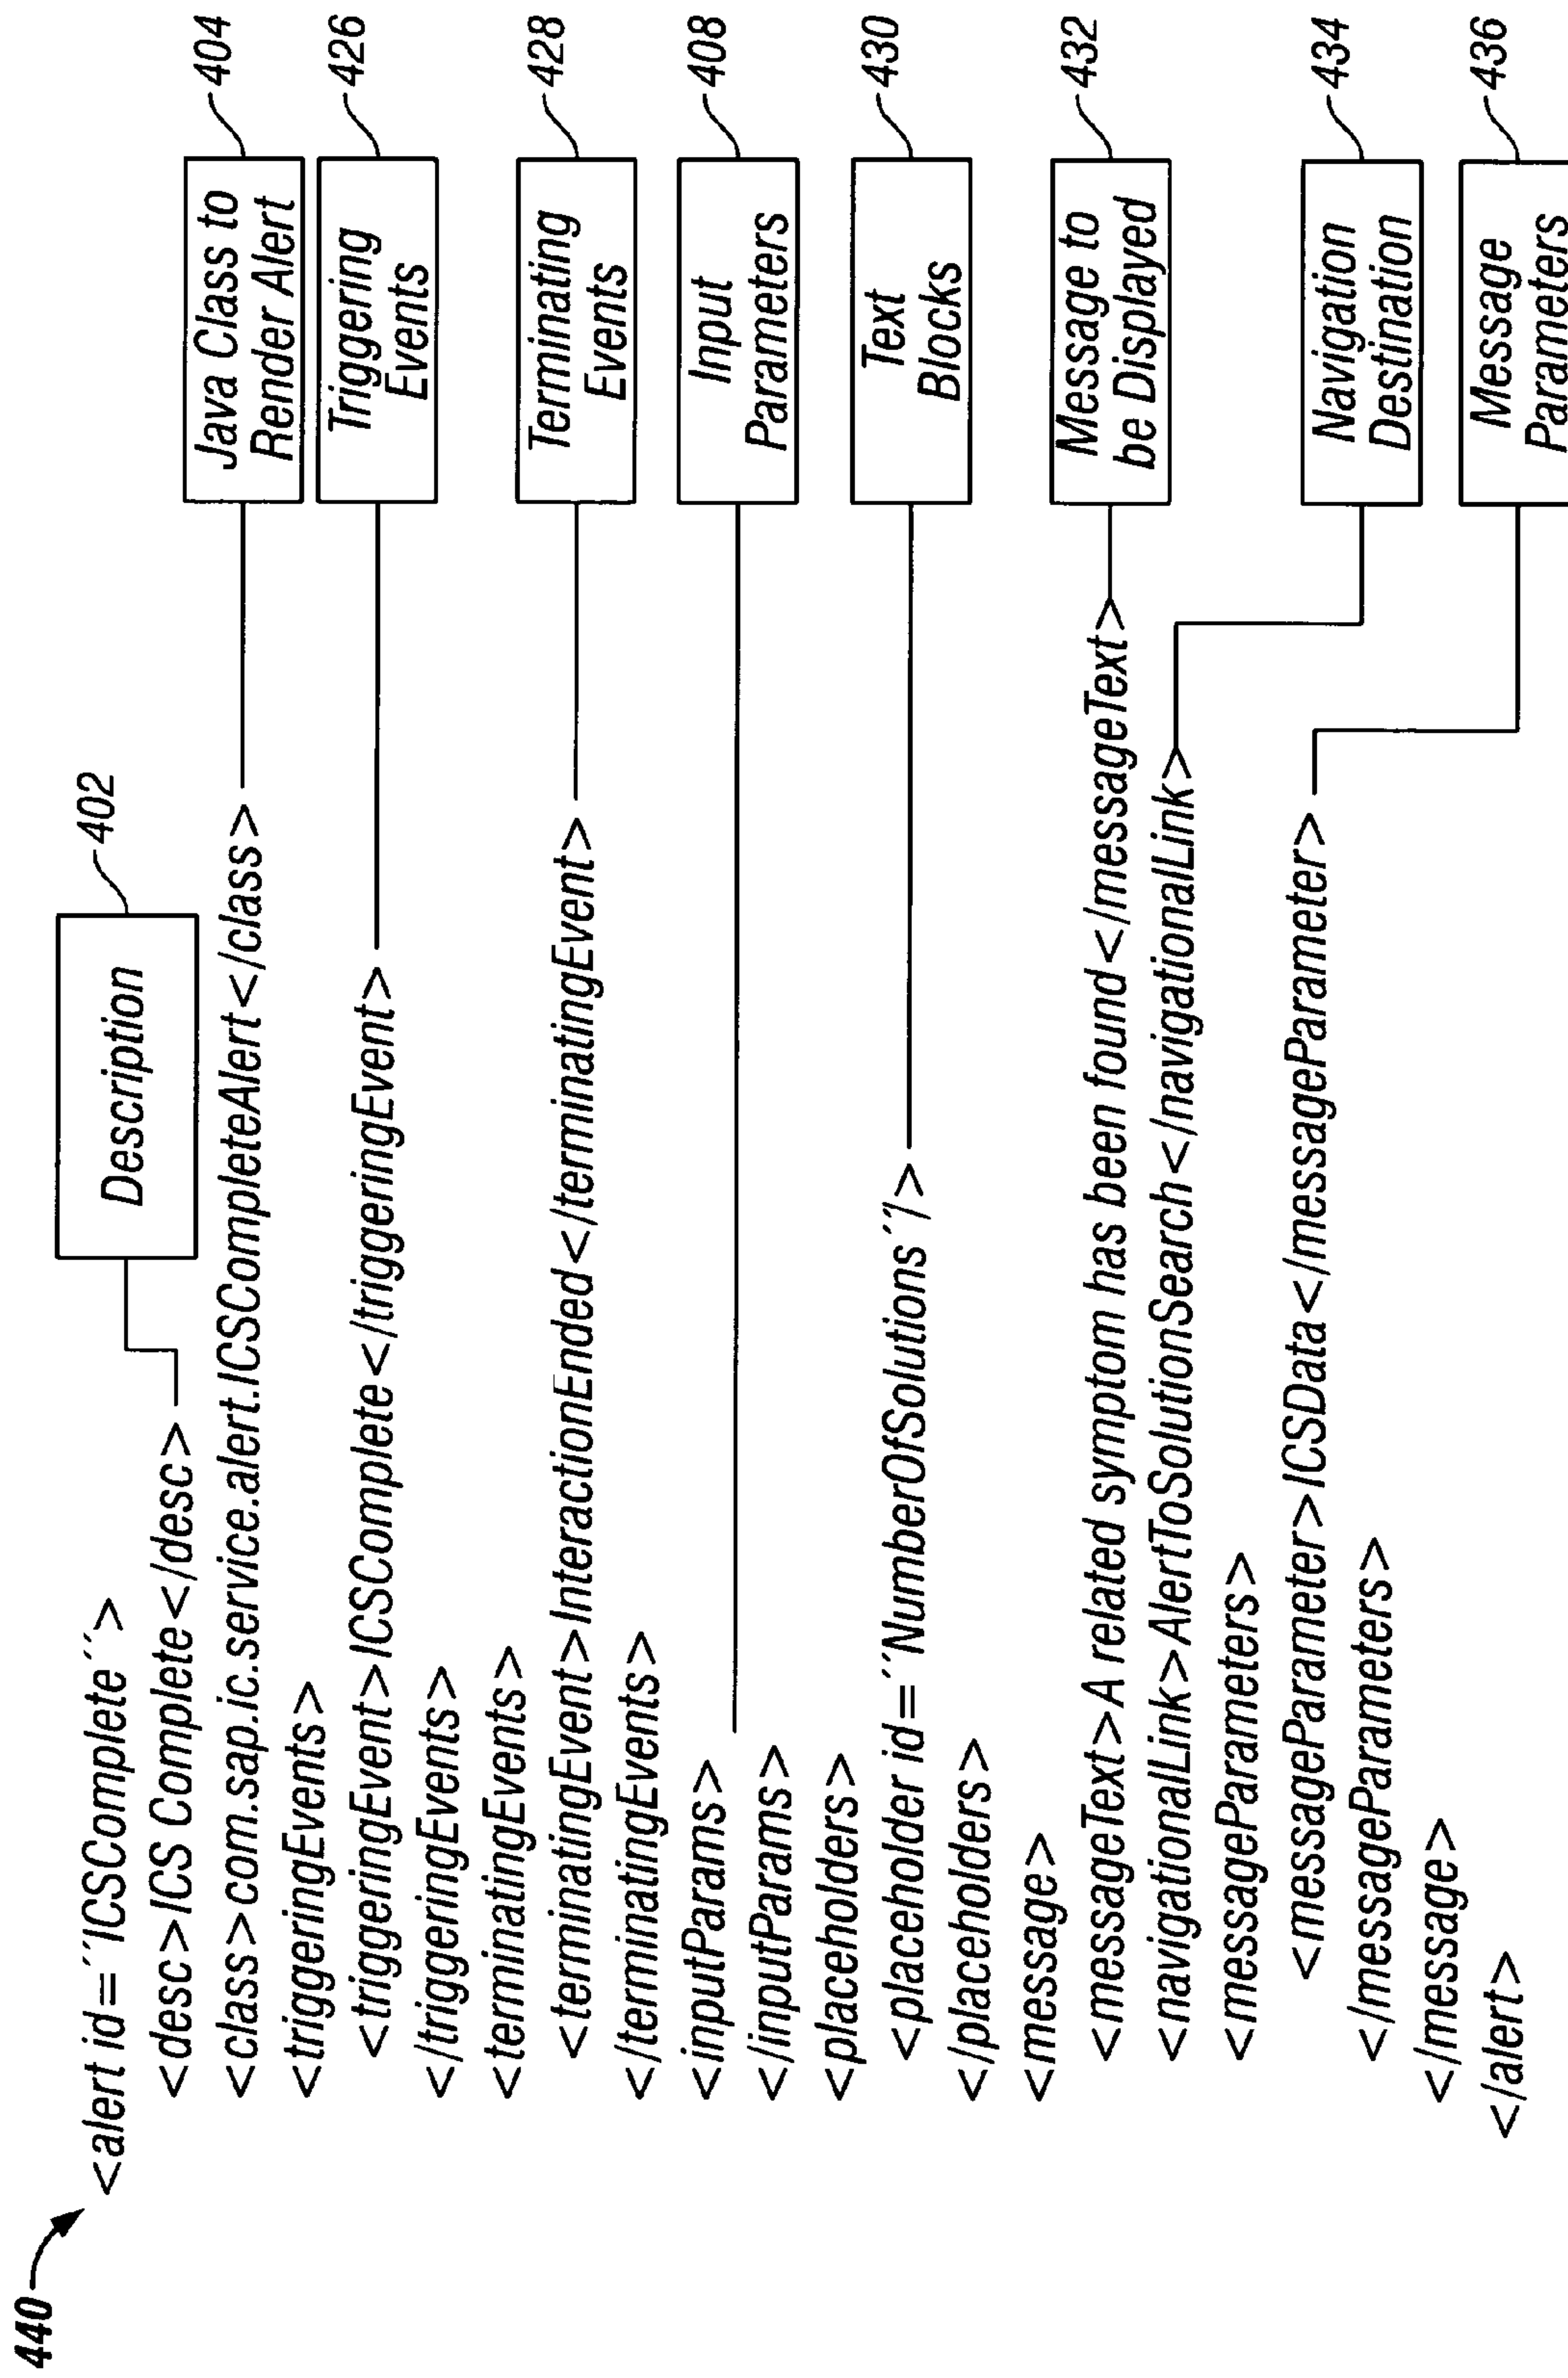 440
402
Description
<alert id=´´ICSComplete´´>
<desc>ICS Complete</desc>
<class>com.sap.ic.service.alert.ICSCompleteAlert</class>
Java Class to
Render Alert
404
<triggeringEvents>
<triggeringEvent>ICSComplete</triggeringEvent>
Triggering
Events
426
</triggeringEvents>
<terminatingEvents>
<terminatingEvent>InteractionEnded</terminatingEvent>
Terminating
Events
428
</terminatingEvents>
<inputParams>
Input
Parameters
408
</inputParams>
<placeholders>
<placeholder id=´´NumberOfSolutions´´/>
Text
Blocks
430
</placeholders>
<message>
<messageText>A related symptom has been found</messageText>
Message to
be Displayed
432
<navigationalLink>AlertToSolutionSearch</navigationalLink>
Navigation
Destination
434
<messageParameters>
<messageParameter>ICSData</messageParameter>
Message
Parameters
436
</messageParameters>
</message>
</alert>